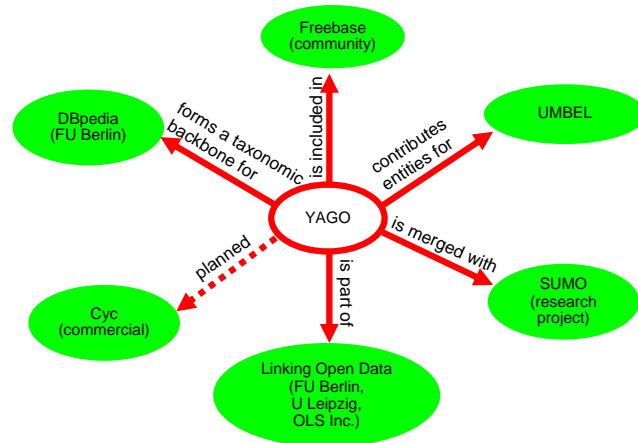 Freebase
(community)
DBpedia
(FU Berlin)
forms a taxonomic
backbone for
is included in
contributes
entities for
UMBEL
YAGO
is merged with
planned
is part of
SUMO
(research
project)
Cyc
(commercial)
Linking Open Data
(FU Berlin,
U Leipzig,
OLS Inc.)